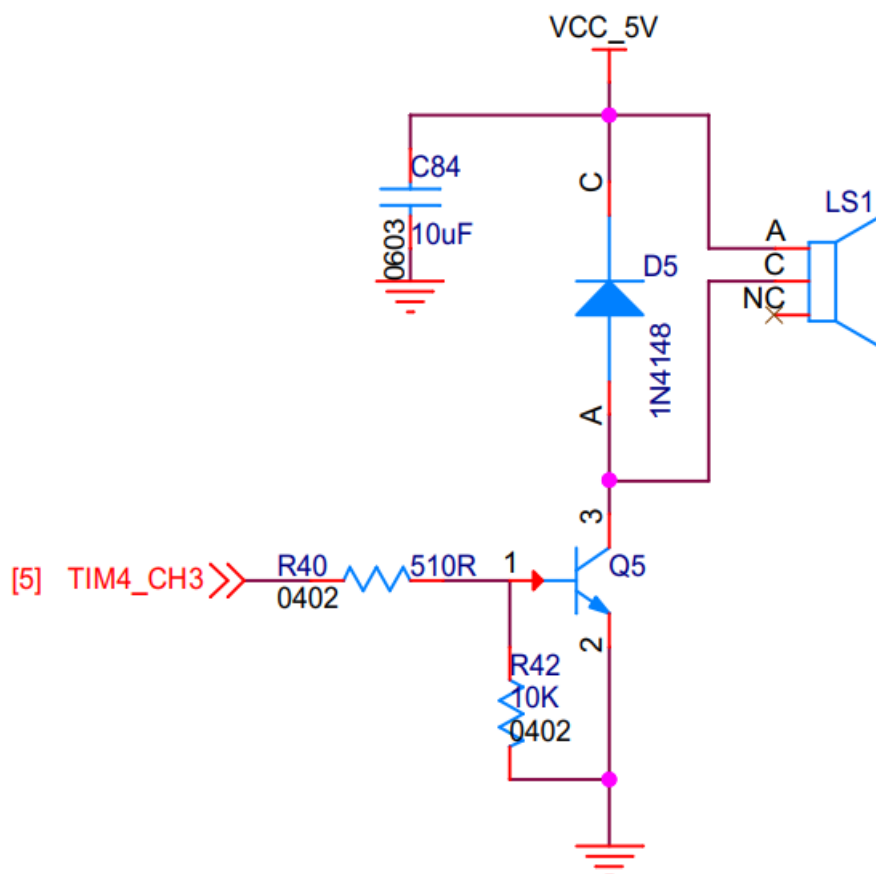 VCC_5V
C84
10uF
0603
C
D5
1N4148
A
LS1
A
C
NC
3
[5] TIM4_CH3
R40
510R
0402
1
Q5
2
R42
10K
0402